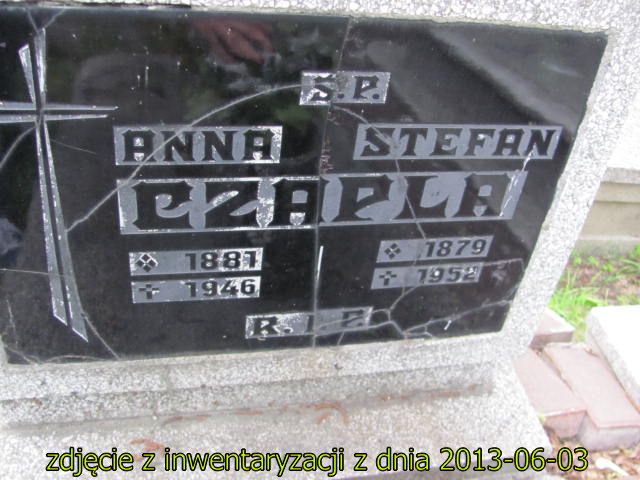 Ś.P.
ANNA STEFAN
CZAPLA
1881 1879
1946 1952
R.I.P.
zdjęcie z inwentaryzacji z dnia 2013-06-03